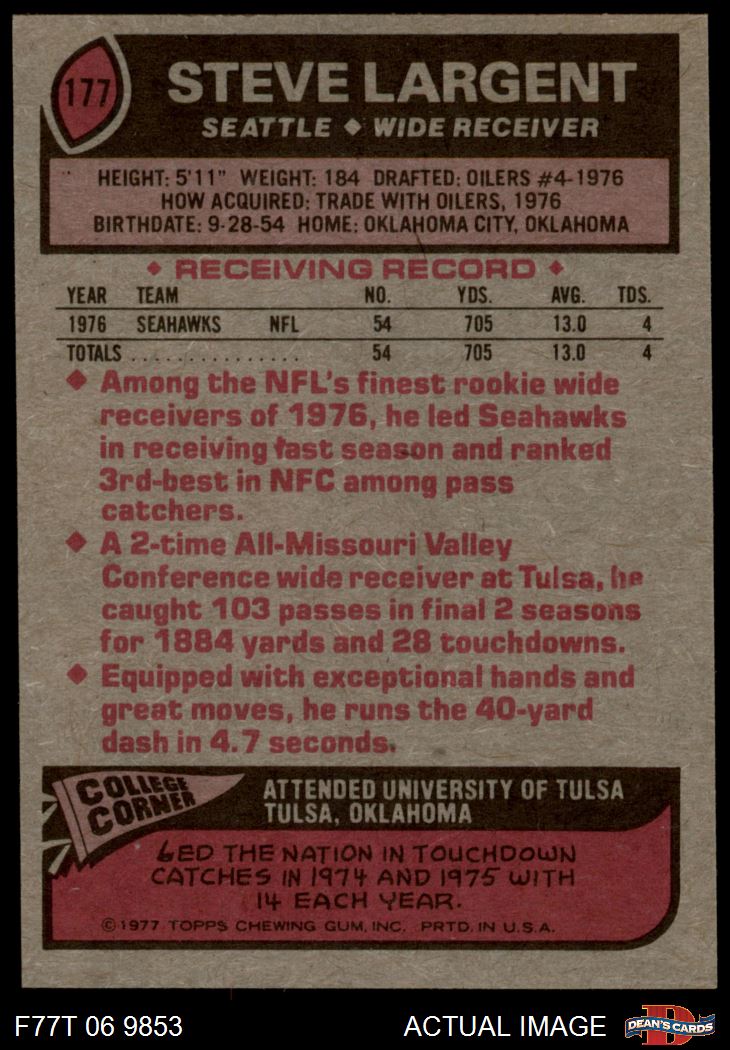 177
STEVE LARGENT
SEATTLE ◆ WIDE RECEIVER
HEIGHT: 5'11" WEIGHT: 184 DRAFTED: OILERS #4-1976
HOW ACQUIRED: TRADE WITH OILERS, 1976
BIRTHDATE: 9-28-54 HOME: OKLAHOMA CITY, OKLAHOMA
◆ RECEIVING RECORD ◆
YEAR TEAM NO. YDS. AVG. TDS.
1976 SEAHAWKS NFL 54 705 13.0 4
TOTALS ............... 54 705 13.0 4
◆ Among the NFL's finest rookie wide
receivers of 1976, he led Seahawks
in receiving last season and ranked
3rd-best in NFC among pass
catchers.
◆ A 2-time All-Missouri Valley
Conference wide receiver at Tulsa, he
caught 103 passes in final 2 seasons
for 1884 yards and 28 touchdowns.
◆ Equipped with exceptional hands and
great moves, he runs the 40-yard
dash in 4.7 seconds.
COLLEGE
CORNER
ATTENDED UNIVERSITY OF TULSA
TULSA, OKLAHOMA
LED THE NATION IN TOUCHDOWN
CATCHES IN 1974 AND 1975 WITH
14 EACH YEAR.
©1977 TOPPS CHEWING GUM, INC. PRTD. IN U.S.A.
F77T 06 9853
ACTUAL IMAGE
D
DEAN'S CARDS